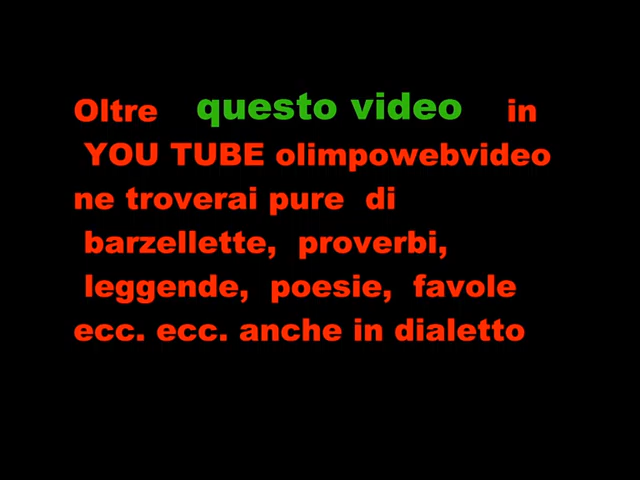 Oltre questo video in
YOU TUBE olimpowebvideo
ne troverai pure di
barzellette, proverbi,
leggende, poesie, favole
ecc. ecc. anche in dialetto